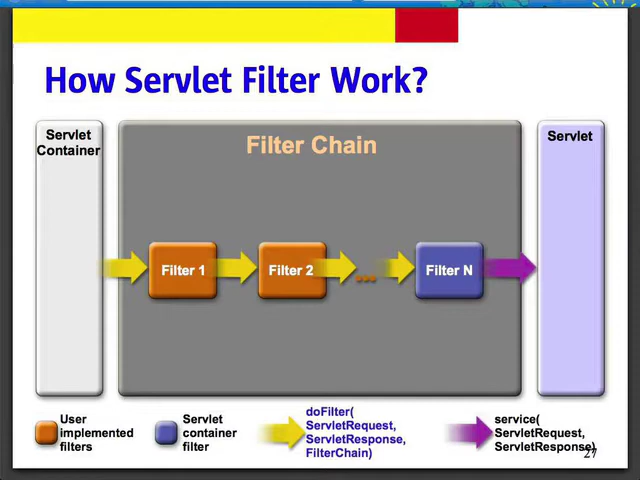 How Servlet Filter Work?
Servlet
Container
Filter Chain
Servlet
Filter 1
Filter 2
...
Filter N
User
implemented
filters
Servlet
container
filter
doFilter(
ServletRequest,
ServletResponse,
FilterChain)
service(
ServletRequest,
ServletResponse)
27